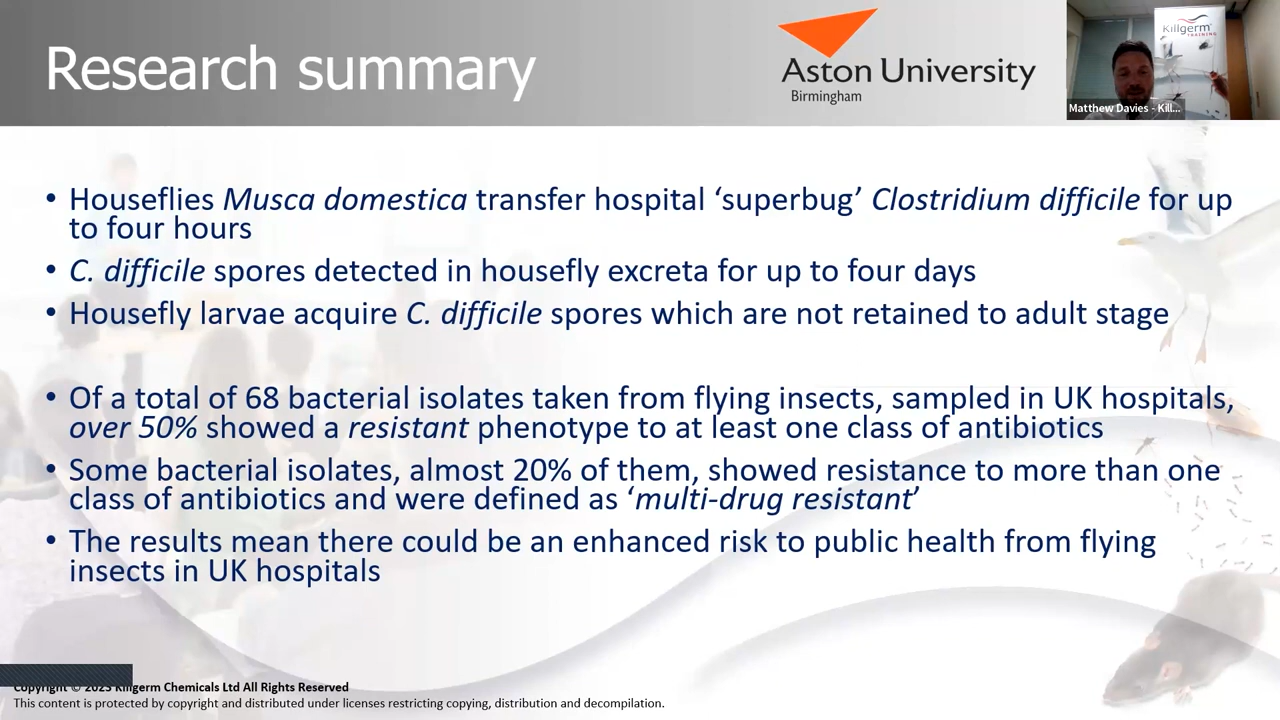 Research summary
Aston University
Birmingham
Killgerm
TRAINING
Matthew Davies - Kill...
• Houseflies Musca domestica transfer hospital ‘superbug’ Clostridium difficile for up
to four hours
• C. difficile spores detected in housefly excreta for up to four days
• Housefly larvae acquire C. difficile spores which are not retained to adult stage
• Of a total of 68 bacterial isolates taken from flying insects, sampled in UK hospitals,
over 50% showed a resistant phenotype to at least one class of antibiotics
• Some bacterial isolates, almost 20% of them, showed resistance to more than one
class of antibiotics and were defined as ‘multi-drug resistant’
• The results mean there could be an enhanced risk to public health from flying
insects in UK hospitals
Copyright © 2023 Killgerm Chemicals Ltd All Rights Reserved
This content is protected by copyright and distributed under licenses restricting copying, distribution and decompilation.